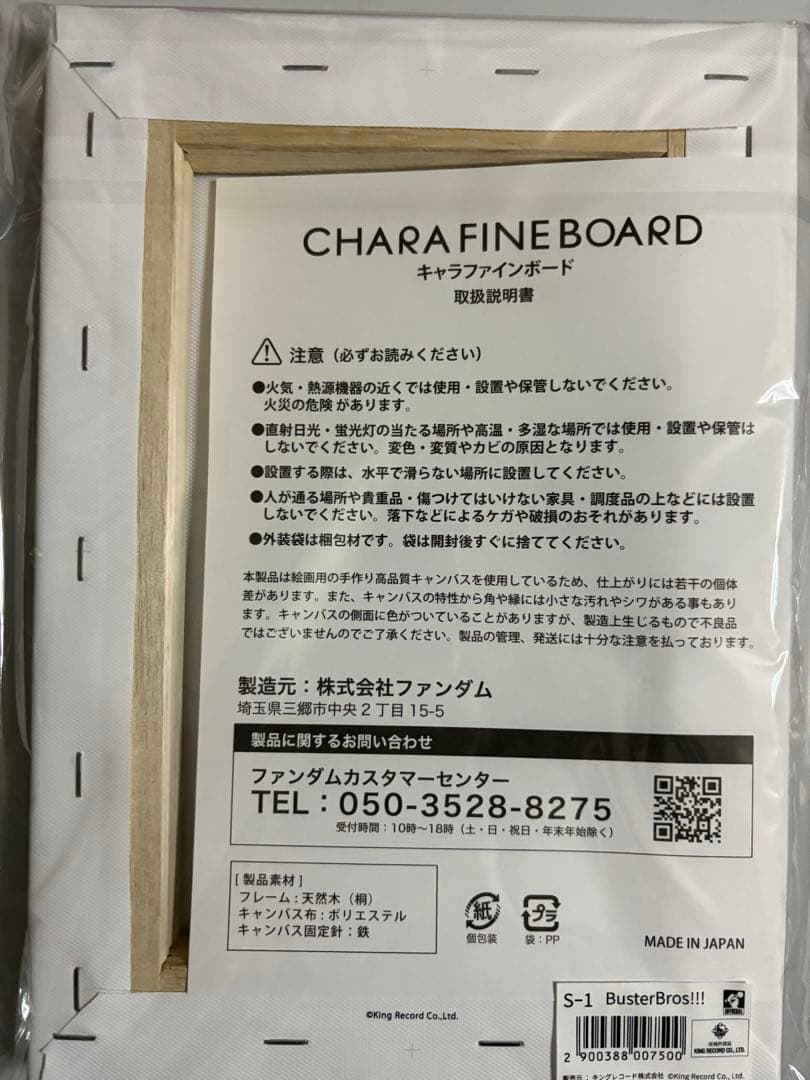 CHARA FINE BOARD
キャラファインボード
取扱説明書
注意（必ずお読みください）
●火気・熱源機器の近くでは使用・設置や保管しないでください。
火災の危険 があります。
●直射日光・蛍光灯の当たる場所や高温・多湿な場所では使用・設置や保管は
しないでください。変色・変質やカビの原因となります。
●設置する際は、水平で滑らない場所に設置してください。
●人が通る場所や貴重品・傷つけてはいけない家具・調度品の上などには設置
しないでください。落下などによるケガや破損のおそれがあります。
●外装袋は梱包材です。袋は開封後すぐに捨ててください。
本製品は絵画用の手作り高品質キャンバスを使用しているため、仕上がりには若干の個体
差があります。また、キャンバスの特性から角や縁には小さな汚れやシワがある事もあり
ます。キャンバスの側面に色がついていることがありますが、製造上生じるもので不良品
ではございませんのでご了承ください。製品の管理、発送には十分な注意を払っております。
製造元：株式会社ファンダム
埼玉県三郷市中央２丁目 15-5
製品に関するお問い合わせ
ファンダムカスタマーセンター
TEL：050-3528-8275
受付時間：10時〜18時（土・日・祝日・年末年始除く）
[ 製品素材 ]
フレーム：天然木（桐）
キャンバス布：ポリエステル
キャンバス固定針：鉄
紙
個包装
プラ
袋：PP
MADE IN JAPAN
©King Record Co.,Ltd.
S-1 BusterBros!!!
OFFICIAL
KING RECORD CO., LTD.
2 900388 007500
販売元：キングレコード株式会社 ©King Record Co., Ltd.